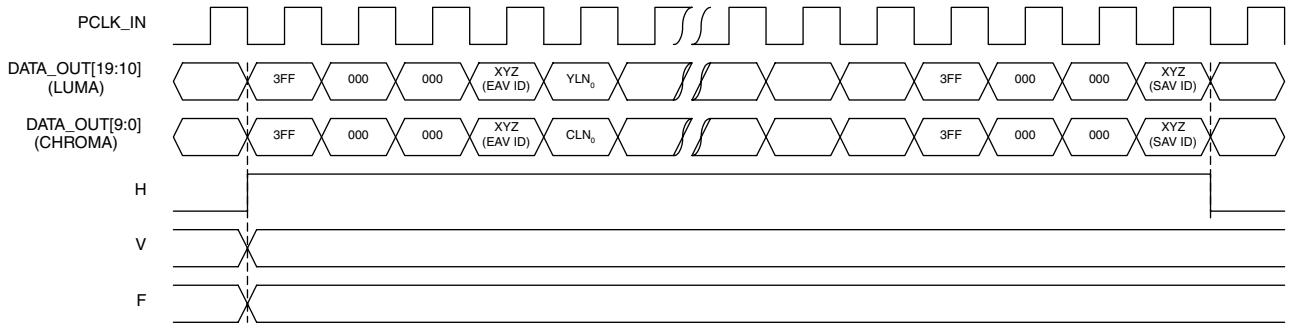 PCLK_IN
DATA_OUT[19:10]
(LUMA)
3FF 000 000 XYZ (EAV ID) YLN₀ 3FF 000 000 XYZ (SAV ID)
DATA_OUT[9:0]
(CHROMA)
3FF 000 000 XYZ (EAV ID) CLN₀ 3FF 000 000 XYZ (SAV ID)
H
V
F